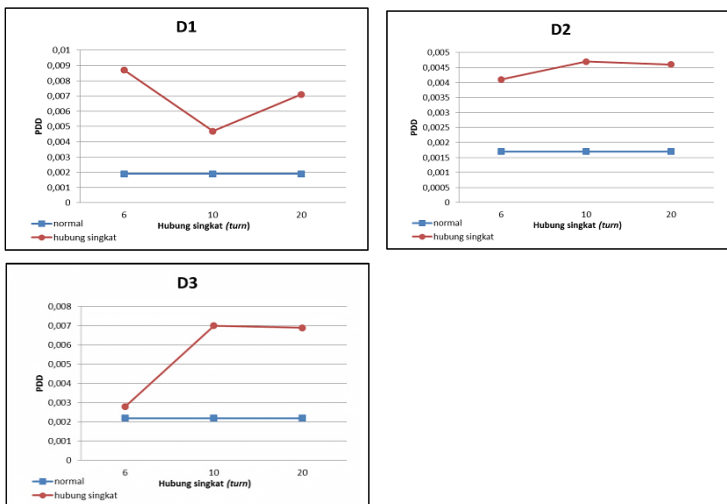 D1
0,01
0,009
0,008
0,007
0,006
0,005
0,004
0,003
0,002
0,001
0
PDD
6 10 20
Hubung singkat (turn)
normal
hubung singkat
D2
0,005
0,0045
0,004
0,0035
0,003
0,0025
0,002
0,0015
0,001
0,0005
0
PDD
6 10 20
Hubung singkat (turn)
normal
hubung singkat
D3
0,008
0,007
0,006
0,005
0,004
0,003
0,002
0,001
0
PDD
6 10 20
Hubung singkat (turn)
normal
hubung singkat